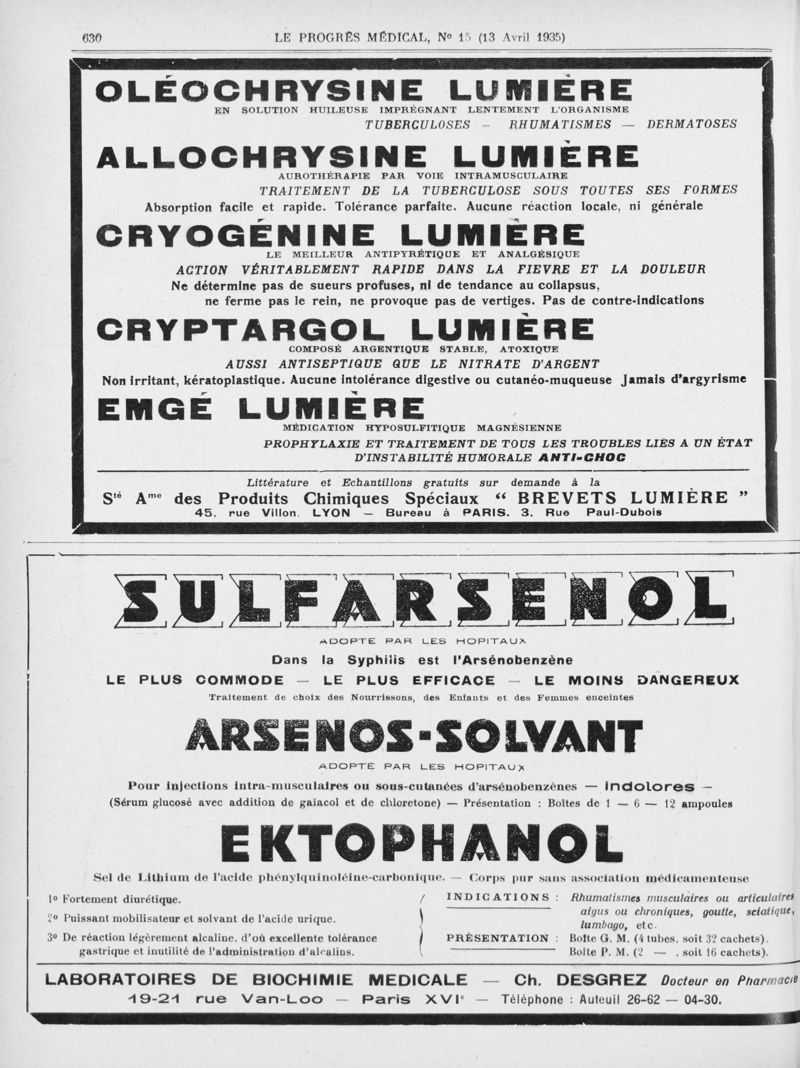 630
LE PROGRÈS MÉDICAL, Nº 15 (13 Avril 1935)
OLÉOCHRYSINE LUMIÈRE
EN SOLUTION HUILEUSE IMPRÉGNANT LENTEMENT L'ORGANISME
TUBERCULOSES — RHUMATISMES — DERMATOSES
ALLOCHRYSINE LUMIÈRE
AUROTHÉRAPIE PAR VOIE INTRAMUSCULAIRE
TRAITEMENT DE LA TUBERCULOSE SOUS TOUTES SES FORMES
Absorption facile et rapide. Tolérance parfaite. Aucune réaction locale, ni générale
CRYOGÉNINE LUMIÈRE
LE MEILLEUR ANTIPYRÉTIQUE ET ANALGÉSIQUE
ACTION VÉRITABLEMENT RAPIDE DANS LA FIEVRE ET LA DOULEUR
Ne détermine pas de sueurs profuses, ni de tendance au collapsus,
ne ferme pas le rein, ne provoque pas de vertiges. Pas de contre-indications
CRYPTARGOL LUMIÈRE
COMPOSÉ ARGENTIQUE STABLE, ATOXIQUE
AUSSI ANTISEPTIQUE QUE LE NITRATE D'ARGENT
Non irritant, kératoplastique. Aucune intolérance digestive ou cutanéo-muqueuse Jamais d'argyrisme
EMGÉ LUMIÈRE
MÉDICATION HYPOSULFITIQUE MAGNÉSIENNE
PROPHYLAXIE ET TRAITEMENT DE TOUS LES TROUBLES LIÉS A UN ÉTAT
D'INSTABILITÉ HUMORALE ANTI-CHOC
Littérature et Echantillons gratuits sur demande à la
Sté Ame des Produits Chimiques Spéciaux “ BREVETS LUMIÈRE ”
45, rue Villon, LYON — Bureau à PARIS. 3. Rue Paul-Dubois
SULFARSENOL
ADOPTE PAR LES HOPITAUX
Dans la Syphilis est l'Arsénobenzène
LE PLUS COMMODE — LE PLUS EFFICACE — LE MOINS DANGEREUX
Traitement de choix des Nourrissons, des Enfants et des Femmes enceintes
ARSENOS-SOLVANT
ADOPTE PAR LES HOPITAUX
Pour injections intra-musculaires ou sous-cutanées d'arsénobenzènes — indolores —
(Sérum glucosé avec addition de gaïacol et de chloretone) — Présentation : Boîtes de 1 — 6 — 12 ampoules
EKTOPHANOL
Sel de Lithium de l'acide phénylquinoléine-carbonique. — Corps pur sans association médicamenteuse
1º Fortement diurétique.
2º Puissant mobilisateur et solvant de l'acide urique.
3º De réaction légèrement alcaline, d'où excellente tolérance
gastrique et inutilité de l'administration d'alcalins.
INDICATIONS : Rhumatismes musculaires ou articulaires
aigus ou chroniques, goutte, sciatique,
lumbago, etc.
PRÉSENTATION : Boîte G. M. (4 tubes, soit 32 cachets).
Boîte P. M. (2 — , soit 16 cachets).
LABORATOIRES DE BIOCHIMIE MEDICALE — Ch. DESGREZ Docteur en Pharmacie
19-21 rue Van-Loo — Paris XVIe — Téléphone : Auteuil 26-62 — 04-30.